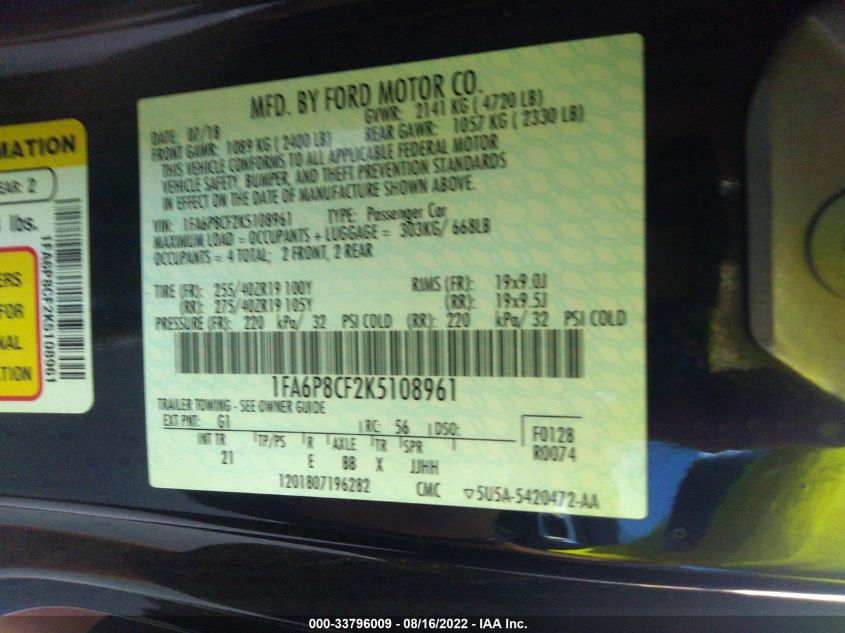 MATION
EAR: 2
lbs.
ERS
FOR
NAL
ATION
1FA6P8CF2K5108961
MFD. BY FORD MOTOR CO.
DATE: 07/18 GVWR: 2141 KG ( 4720 LB)
FRONT GAWR: 1089 KG ( 2400 LB) REAR GAWR: 1057 KG ( 2330 LB)
THIS VEHICLE CONFORMS TO ALL APPLICABLE FEDERAL MOTOR
VEHICLE SAFETY, BUMPER, AND THEFT PREVENTION STANDARDS
IN EFFECT ON THE DATE OF MANUFACTURE SHOWN ABOVE.
VIN: 1FA6P8CF2K5108961 TYPE: Passenger Car
MAXIMUM LOAD = OCCUPANTS + LUGGAGE = 303KG/ 668LB
OCCUPANTS = 4 TOTAL; 2 FRONT, 2 REAR
TIRE (FR): 255/40ZR19 100Y RIMS (FR): 19x9.0J
(RR): 275/40ZR19 105Y (RR): 19x9.5J
PRESSURE (FR): 220 kPa/ 32 PSI COLD (RR): 220 kPa/ 32 PSI COLD
1FA6P8CF2K5108961
TRAILER TOWING - SEE OWNER GUIDE
EXT PNT: G1 RC: 56 DSO: F0128
INT TR TP/PS R AXLE TR SPR R0074
21 E BB X JJHH
1201807196282 CMC ▽5U5A-5420472-AA
000-33796009 - 08/16/2022 - IAA Inc.